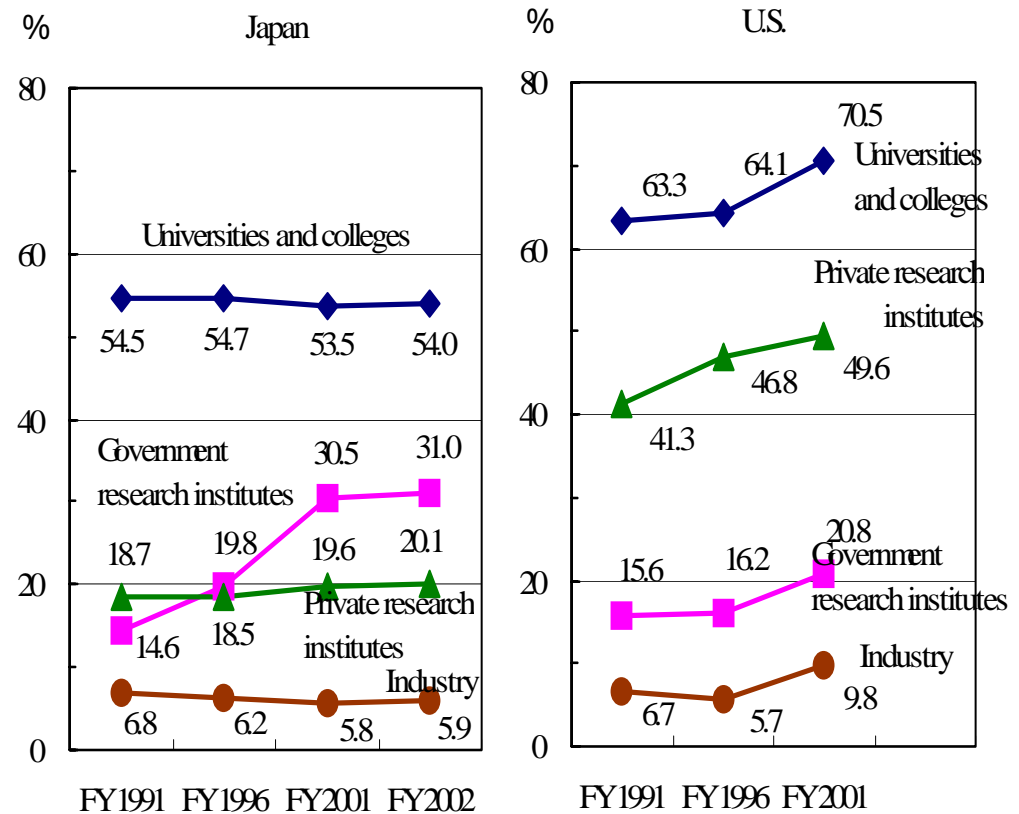 %
Japan
80
60
40
20
0
Universities and colleges
54.5 54.7 53.5 54.0
Government
research institutes
30.5 31.0
18.7 19.8 19.6 20.1
14.6 18.5
Private research
institutes
Industry
6.8 6.2 5.8 5.9
FY1991 FY1996 FY2001 FY2002
%
U.S.
80
60
40
20
0
70.5
63.3 64.1
Universities
and colleges
Private research
institutes
41.3 46.8 49.6
15.6 16.2 20.8
Government
research institutes
Industry
6.7 5.7 9.8
FY1991 FY1996 FY2001